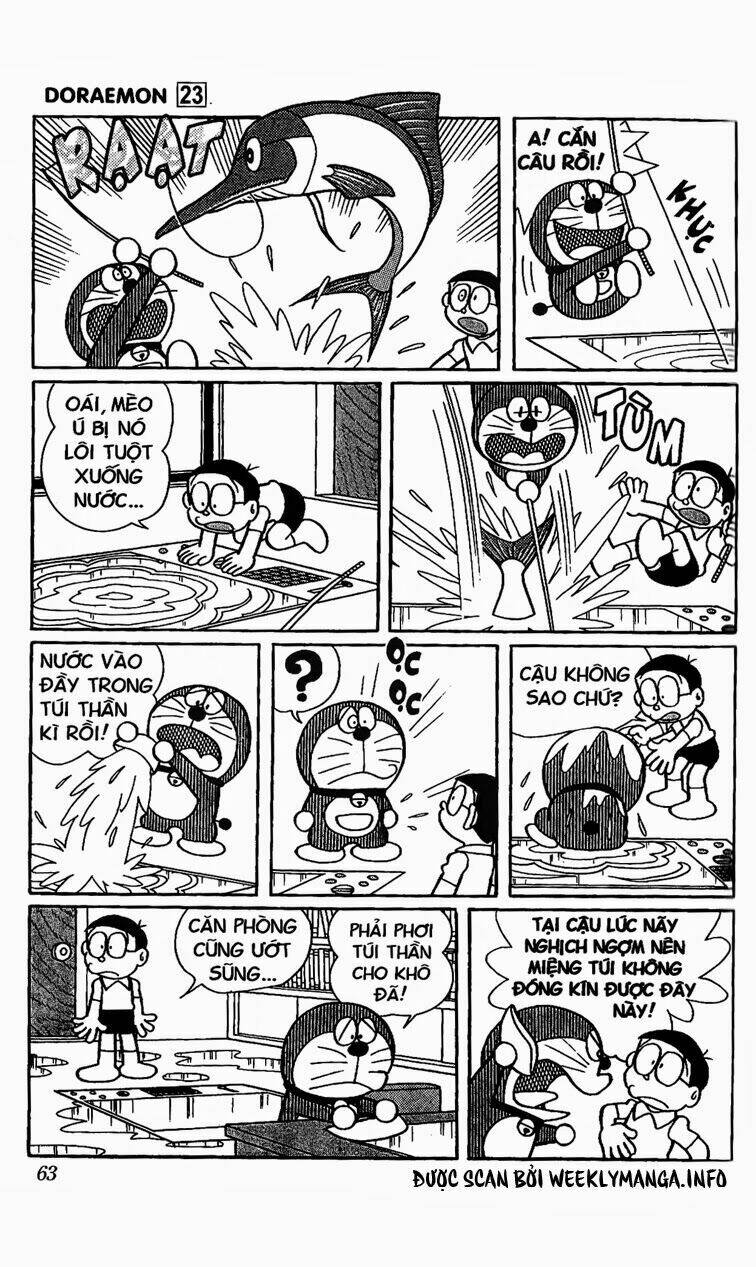 DORAEMON 23
RẠẠT
A! CẮN
CÂU RỒI!
KHỰC
OÁI, MÈO
Ú BỊ NÓ
LÔI TUỘT
XUỐNG
NƯỚC...
TÙM
NƯỚC VÀO
ĐẦY TRONG
TÚI THẦN
KÌ RỒI!
?
ỌC
ỌC
CẬU KHÔNG
SAO CHỨ?
CĂN PHÒNG
CŨNG ƯỚT
SŨNG...
PHẢI PHƠI
TÚI THẦN
CHO KHÔ
ĐÃ!
TẠI CẬU LÚC NÃY
NGHỊCH NGỢM NÊN
MIỆNG TÚI KHÔNG
ĐÓNG KÍN ĐƯỢC ĐÂY
NÀY!
63
ĐƯỢC SCAN BỞI WEEKLYMANGA.INFO